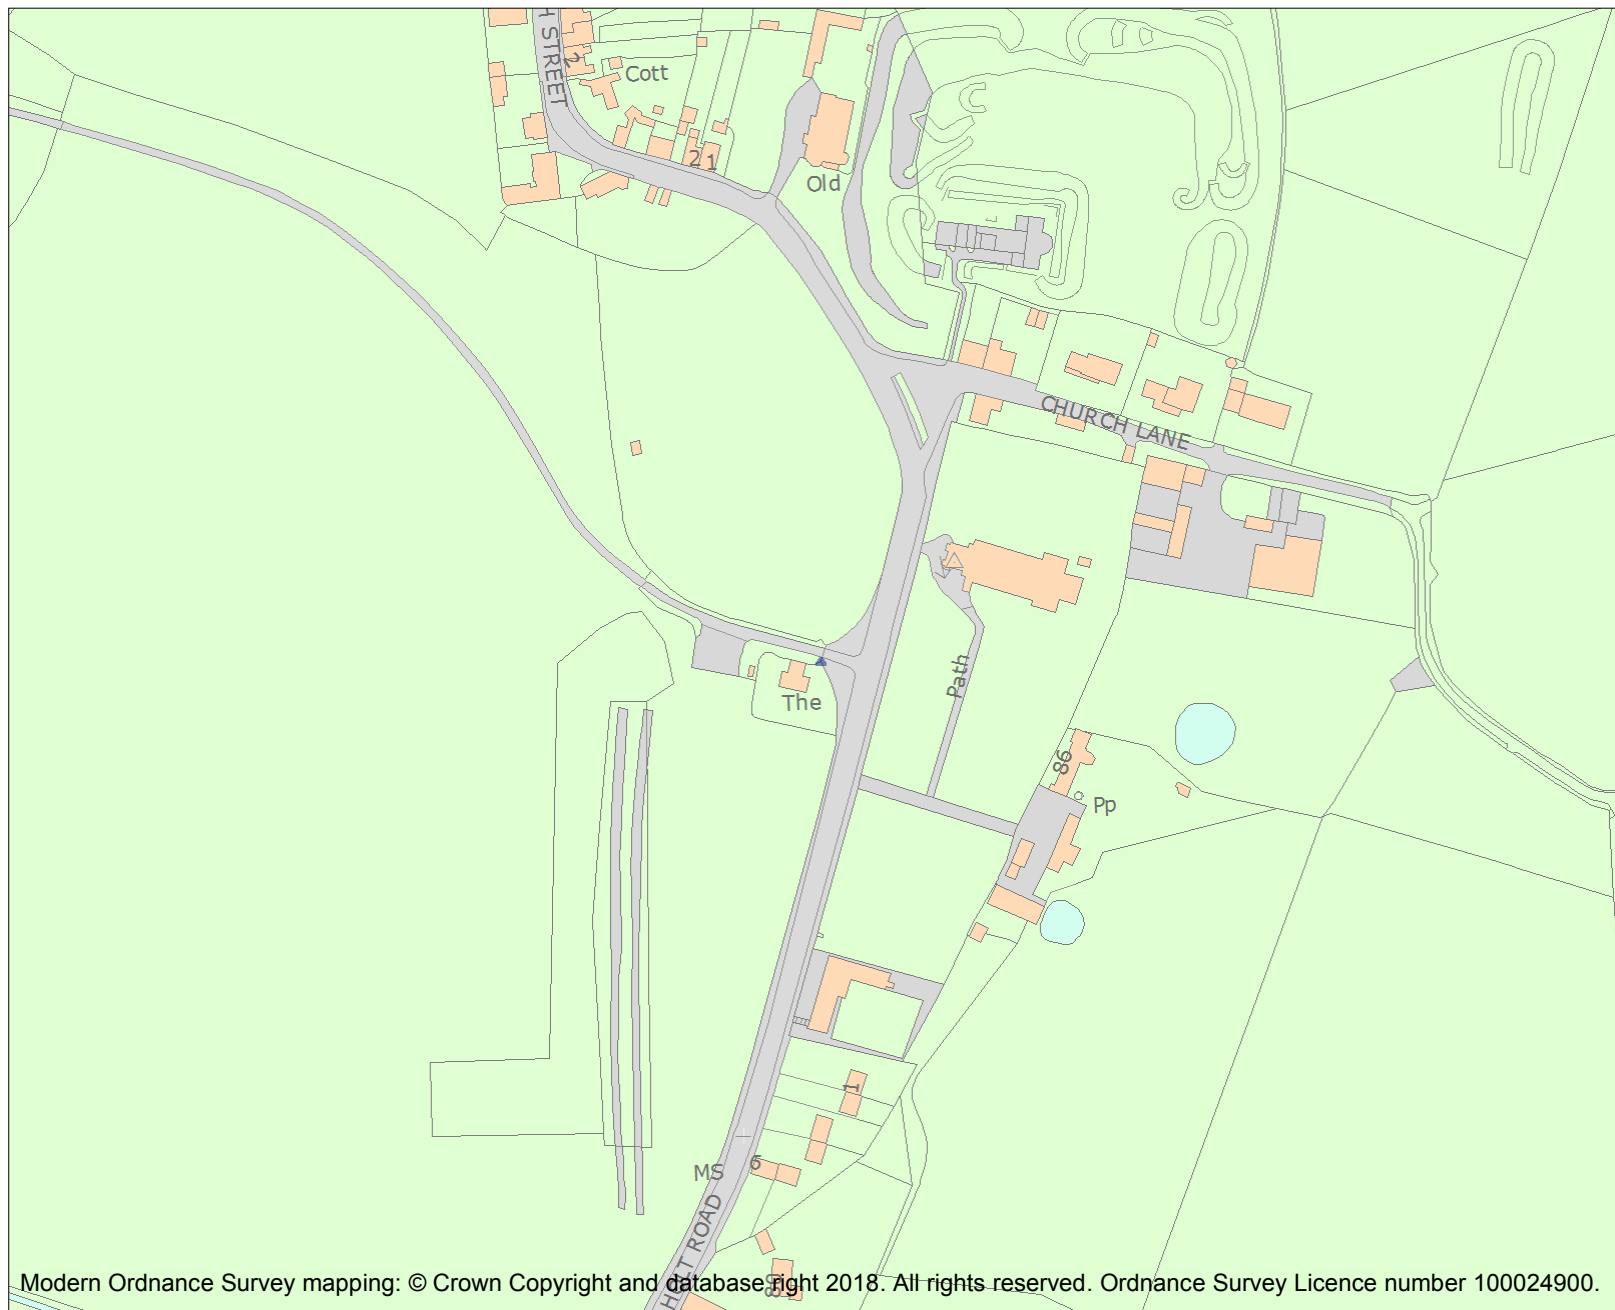 H STREET
2
Cott
2 1
Old
CHURCH LANE
Path
The
86
Pp
1
6
MS
HOLT ROAD
Modern Ordnance Survey mapping: © Crown Copyright and database right 2018. All rights reserved. Ordnance Survey Licence number 100024900.